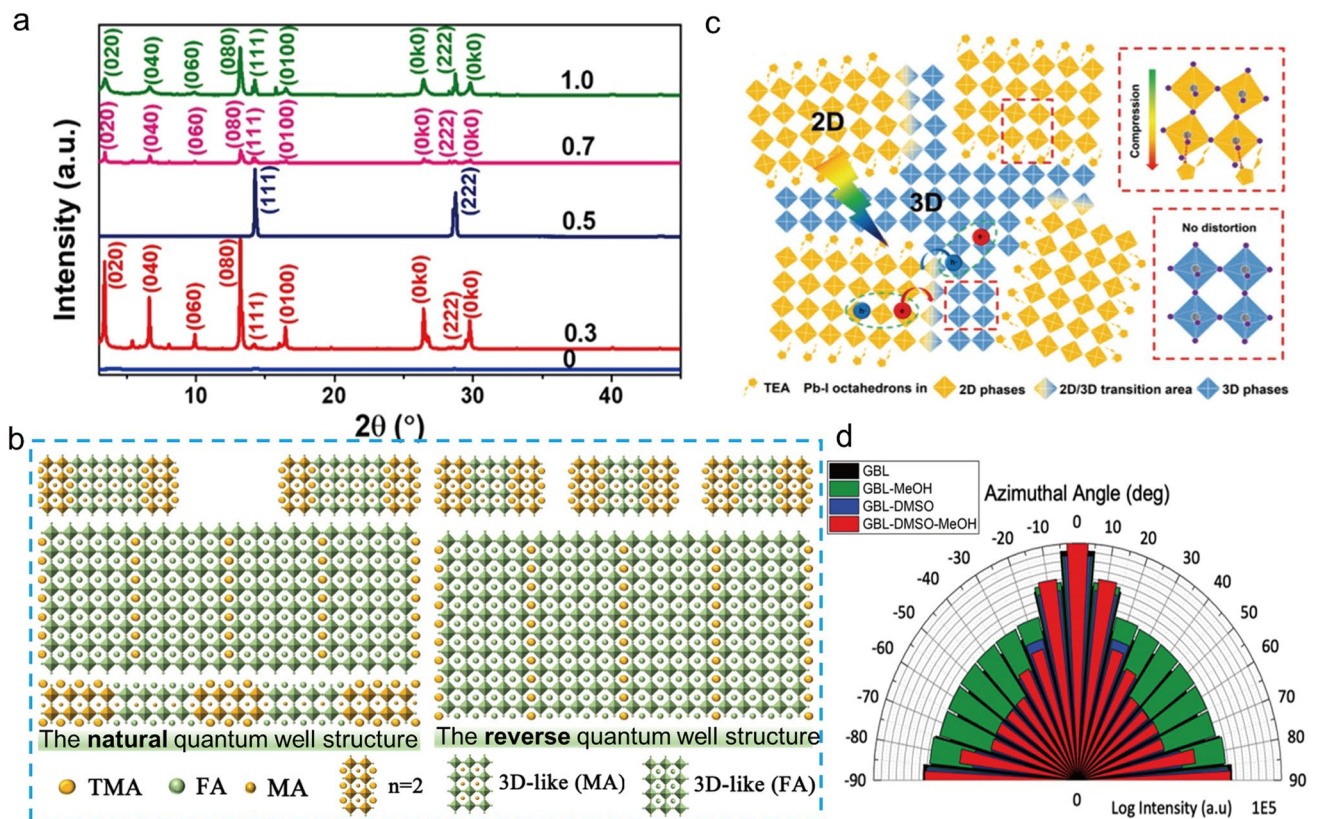 a
Intensity (a.u.)
(020)
(040)
(060)
(080)
(111)
(0100)
(0k0)
(222)
(0k0)
1.0
(020)
(040)
(060)
(080)
(111)
(0100)
(0k0)
(222)
(0k0)
0.7
(111)
(222)
0.5
(020)
(040)
(060)
(080)
(111)
(0100)
(0k0)
(222)
(0k0)
0.3
0
10 20 30 40
2θ (°)
c
2D
3D
e-
h+
h+
e-
Compression
No distortion
TEA Pb-I octahedrons in 2D phases 2D/3D transition area 3D phases
b
The natural quantum well structure
The reverse quantum well structure
TMA FA MA n=2 3D-like (MA) 3D-like (FA)
d
GBL
GBL-MeOH
GBL-DMSO
GBL-DMSO-MeOH
Azimuthal Angle (deg)
-90 -80 -70 -60 -50 -40 -30 -20 -10 0 10 20 30 40 50 60 70 80 90
0
Log Intensity (a.u) 1E5